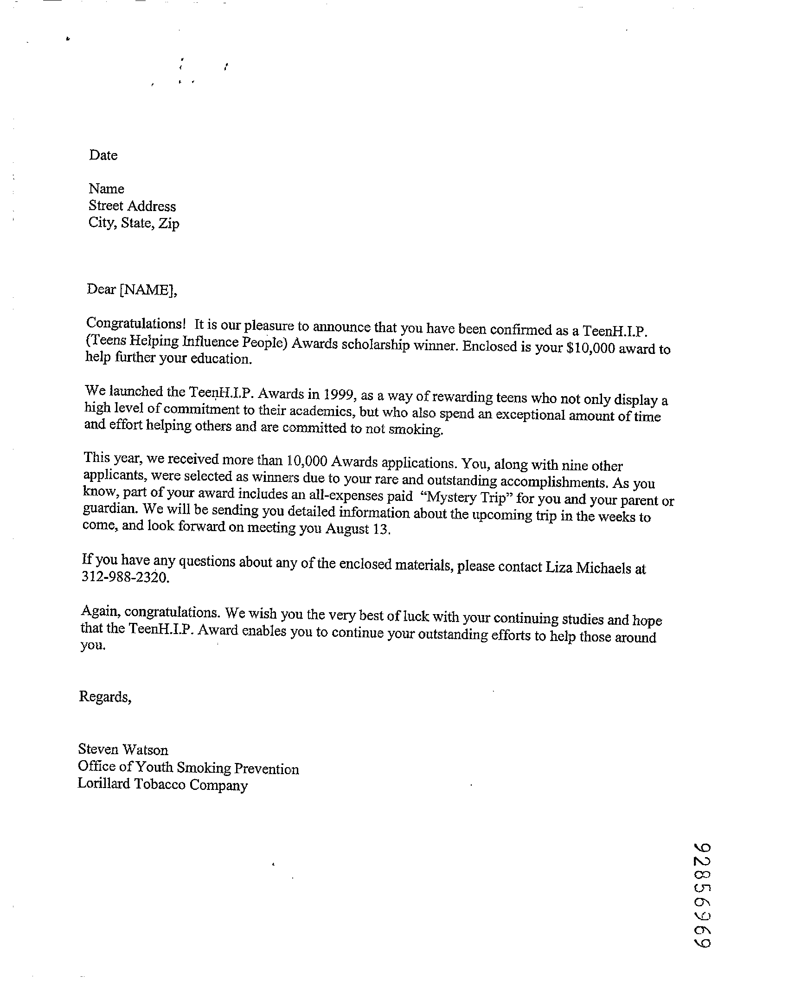 Date
Name
Street Address
City, State, Zip
Dear [NAME],
Congratulations! It is our pleasure to announce that you have been confirmed as a TeenH.I.P.
(Teens Helping Influence People) Awards scholarship winner. Enclosed is your $10,000 award to
help further your education.
We launched the TeenH.I.P. Awards in 1999, as a way of rewarding teens who not only display a
high level of commitment to their academics, but who also spend an exceptional amount of time
and effort helping others and are committed to not smoking.
This year, we received more than 10,000 Awards applications. You, along with nine other
applicants, were selected as winners due to your rare and outstanding accomplishments. As you
know, part of your award includes an all-expenses paid “Mystery Trip” for you and your parent or
guardian. We will be sending you detailed information about the upcoming trip in the weeks to
come, and look forward on meeting you August 13.
If you have any questions about any of the enclosed materials, please contact Liza Michaels at
312-988-2320.
Again, congratulations. We wish you the very best of luck with your continuing studies and hope
that the TeenH.I.P. Award enables you to continue your outstanding efforts to help those around
you.
Regards,
Steven Watson
Office of Youth Smoking Prevention
Lorillard Tobacco Company
92856969